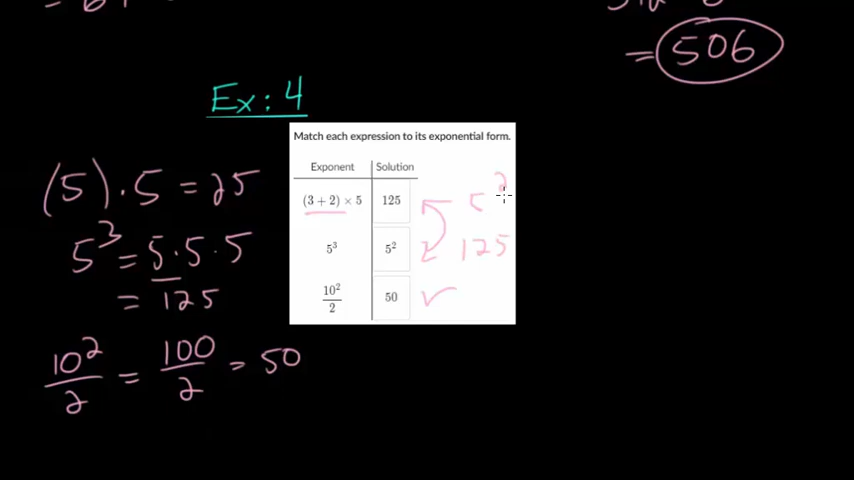 = 506
Ex: 4
Match each expression to its exponential form.
Exponent Solution
(3 + 2) × 5 125 5²
5³ 5² 125
10²/2 50 ✓
(5) · 5 = 25
5³ = 5 · 5 · 5
= 125
10²/2 = 100/2 = 50